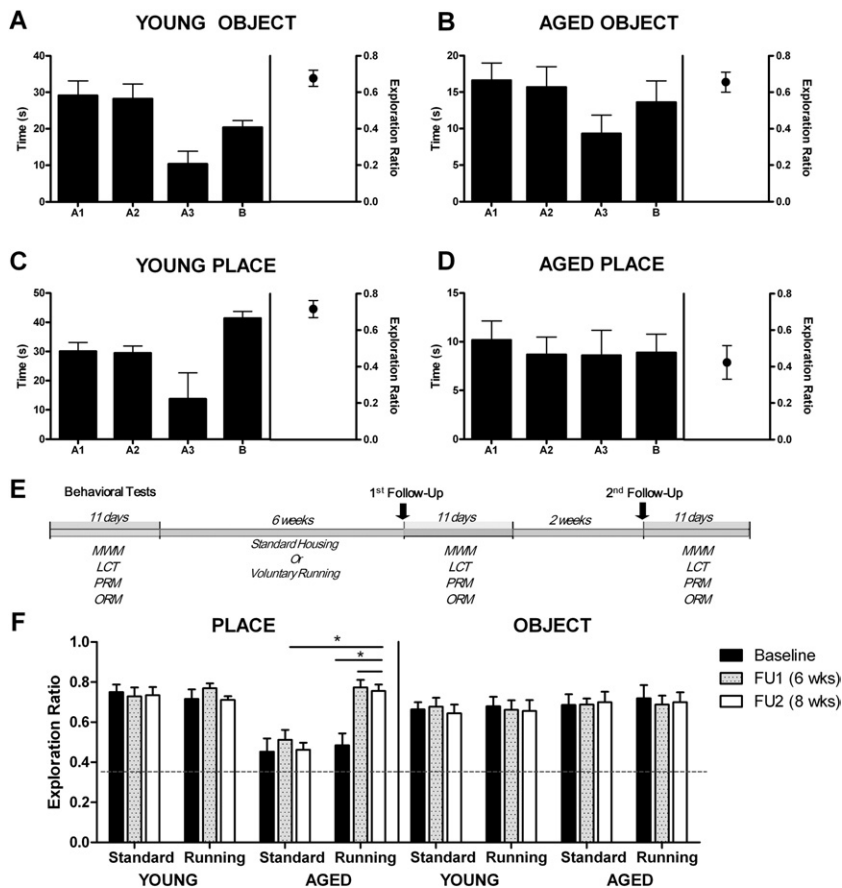 A
YOUNG OBJECT
40
30
20
10
0
Time (s)
A1 A2 A3 B
0.8
0.6
0.4
0.2
0.0
Exploration Ratio
B
AGED OBJECT
20
15
10
5
0
Time (s)
A1 A2 A3 B
0.8
0.6
0.4
0.2
0.0
Exploration Ratio
C
YOUNG PLACE
50
40
30
20
10
0
Time (s)
A1 A2 A3 B
0.8
0.6
0.4
0.2
0.0
Exploration Ratio
D
AGED PLACE
15
10
5
0
Time (s)
A1 A2 A3 B
0.8
0.6
0.4
0.2
0.0
Exploration Ratio
E
Behavioral Tests 1st Follow-Up 2nd Follow-Up
11 days 6 weeks 11 days 2 weeks 11 days
Standard Housing
Or
Voluntary Running
MWM
LCT
PRM
ORM
MWM
LCT
PRM
ORM
MWM
LCT
PRM
ORM
F
PLACE OBJECT
1.0
0.8
0.6
0.4
0.2
0.0
Exploration Ratio
*
*
Baseline
FU1 (6 wks)
FU2 (8 wks)
Standard Running Standard Running Standard Running Standard Running
YOUNG AGED YOUNG AGED